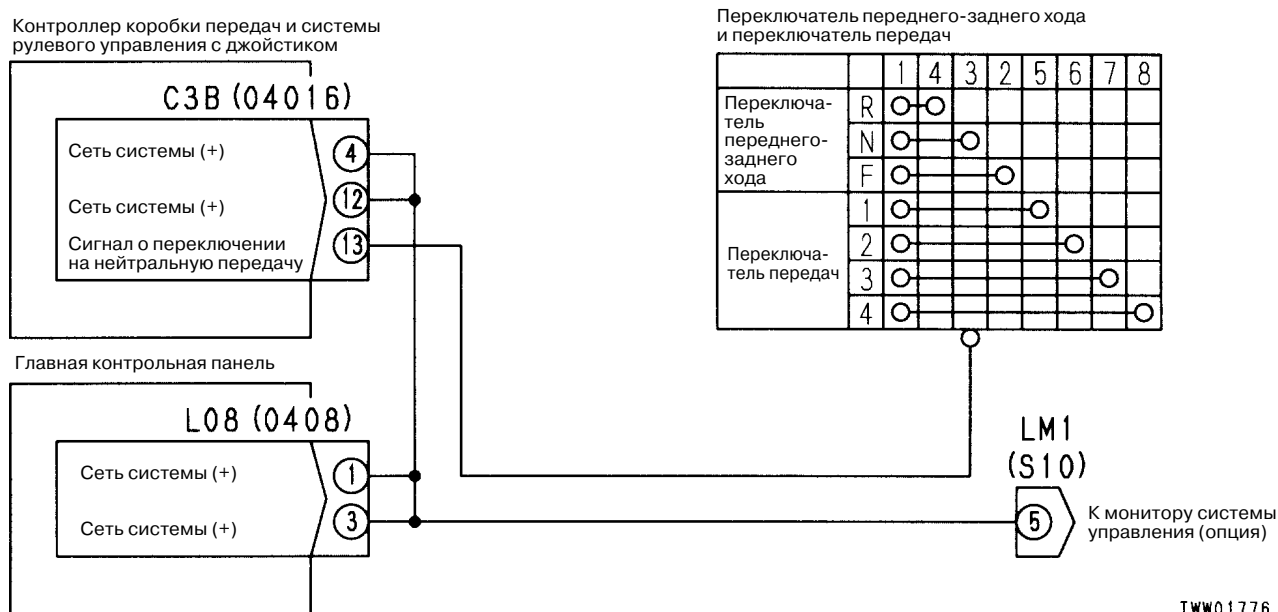 Контроллер коробки передач и системы
рулевого управления с джойстиком
C3B (04016)
Сеть системы (+)
4
Сеть системы (+)
12
Сигнал о переключении
на нейтральную передачу
13
Главная контрольная панель
L08 (0408)
Сеть системы (+)
1
Сеть системы (+)
3
Переключатель переднего-заднего хода
и переключатель передач
1 4 3 2 5 6 7 8
Переключа-
тель
переднего-
заднего
хода
R
N
F
Переключа-
тель передач
1
2
3
4
LM1
(S10)
5
К монитору системы
управления (опция)
TWW01776